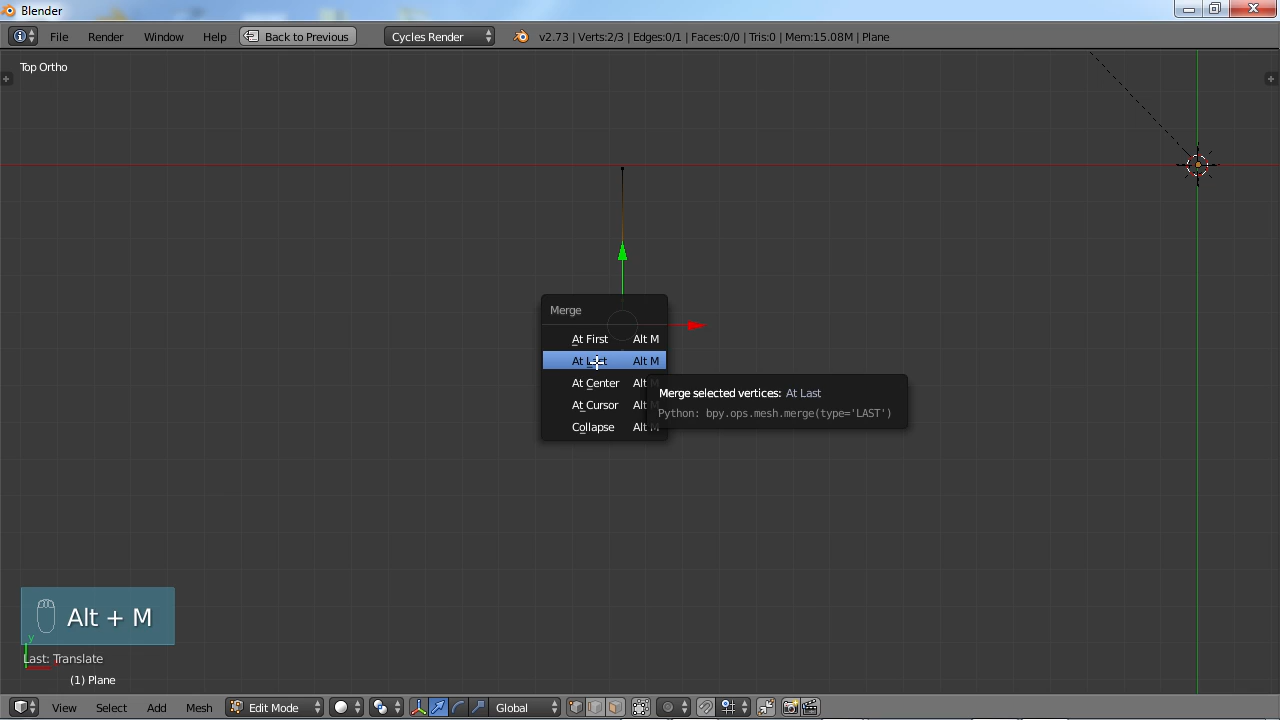 Blender
File Render Window Help Back to Previous Cycles Render v2.73 | Verts:2/3 | Edges:0/1 | Faces:0/0 | Tris:0 | Mem:15.08M | Plane
Top Ortho
Merge
At First Alt M
At Last Alt M
At Center Alt
Merge selected vertices: At Last
At Cursor Alt
Python: bpy.ops.mesh.merge(type='LAST')
Collapse Alt M
Alt + M
y
Last: Translate
(1) Plane
View Select Add Mesh Edit Mode Global